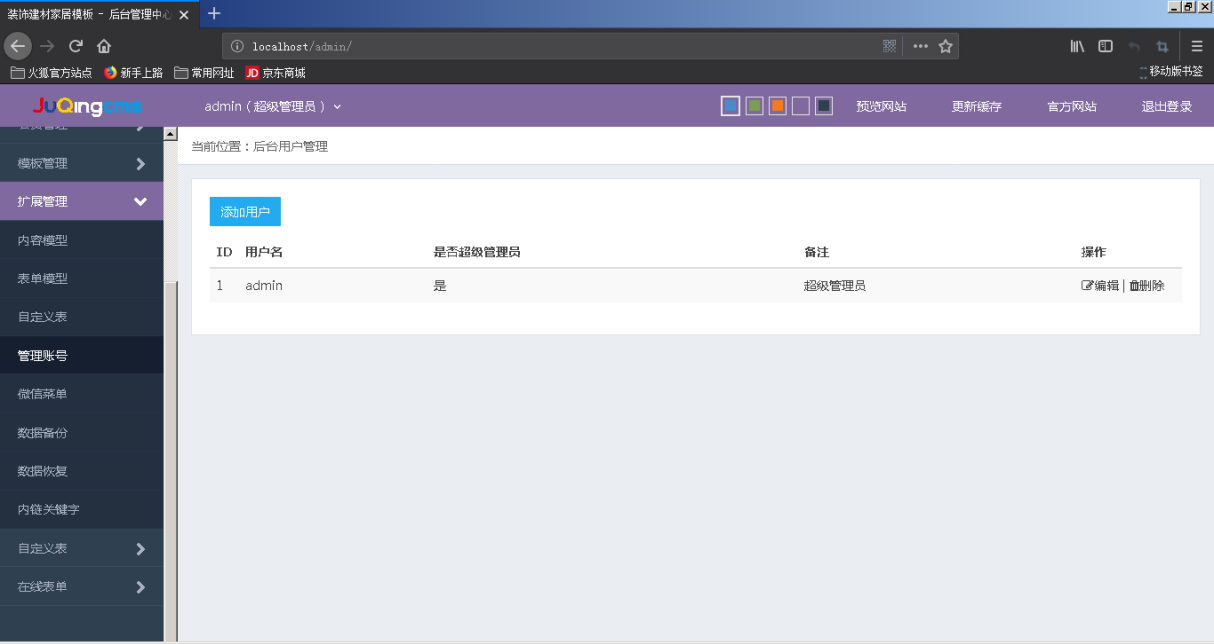 装饰建材家居模板 - 后台管理中心
localhost/admin/
火狐官方站点 新手上路 常用网址 JD 京东商城 移动版书签
JuQingcms admin（超级管理员） 预览网站 更新缓存 官方网站 退出登录
当前位置：后台用户管理
模板管理
扩展管理
内容模型
表单模型
自定义表
管理账号
微信菜单
数据备份
数据恢复
内链关键字
自定义表
在线表单
添加用户
ID 用户名 是否超级管理员 备注 操作
1 admin 是 超级管理员 编辑 | 删除